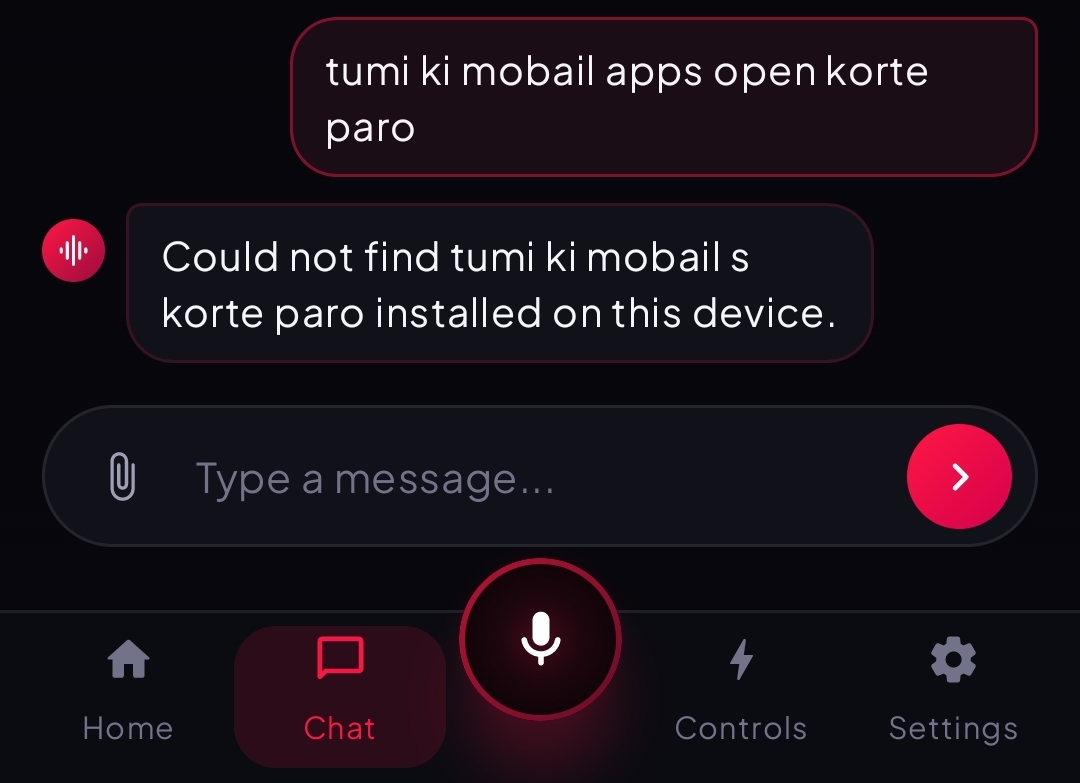 tumi ki mobail apps open korte
paro
Could not find tumi ki mobail s
korte paro installed on this device.
Type a message...
Home
Chat
Controls
Settings